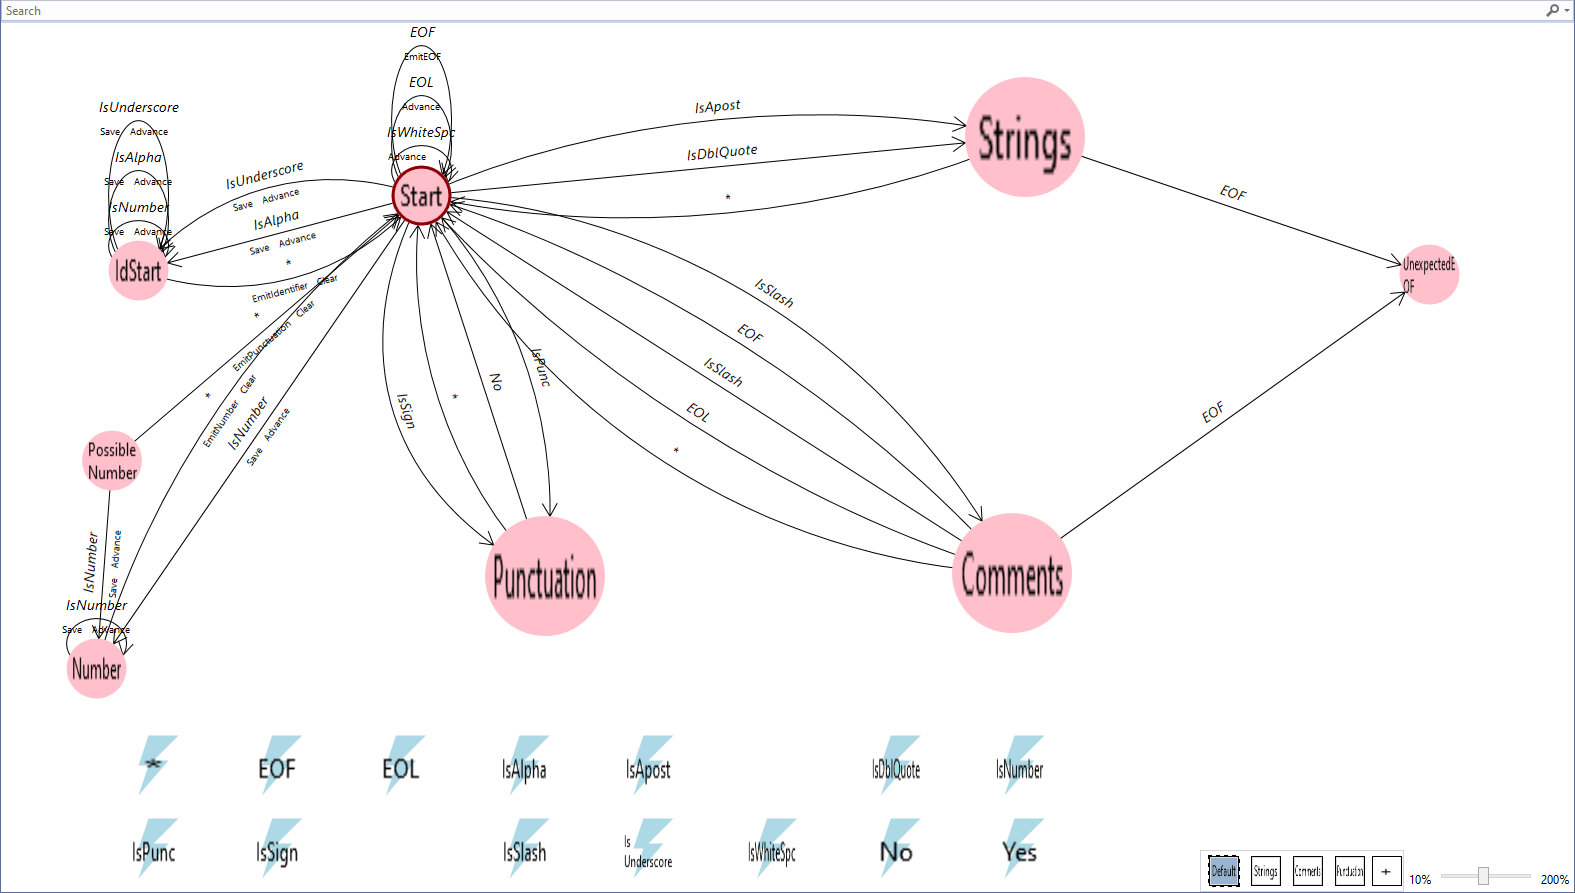 Search
EOF
EmitEOF
EOL
Advance
IsWhiteSpc
Advance
Start
IsUnderscore
Save Advance
IsAlpha
Save Advance
IsNumber
Save Advance
IdStart
IsUnderscore
Save Advance
IsAlpha
Save Advance
*
EmitIdentifier Clear
*
EmitPunctuation Clear
*
EmitNumber Clear
IsNumber
Save Advance
Possible
Number
IsNumber
Save Advance
IsNumber
Save Advance
Number
IsApost
IsDblQuote
*
Strings
EOF
UnexpectedE
OF
IsSign
*
No
IsPunc
Punctuation
IsSlash
EOF
IsSlash
EOL
*
Comments
EOF
* EOF EOL IsAlpha IsApost IsDblQuote IsNumber
IsPunc IsSign IsSlash Is Underscore IsWhiteSpc No Yes
Default Strings Comments Punctuation + 10% 200%